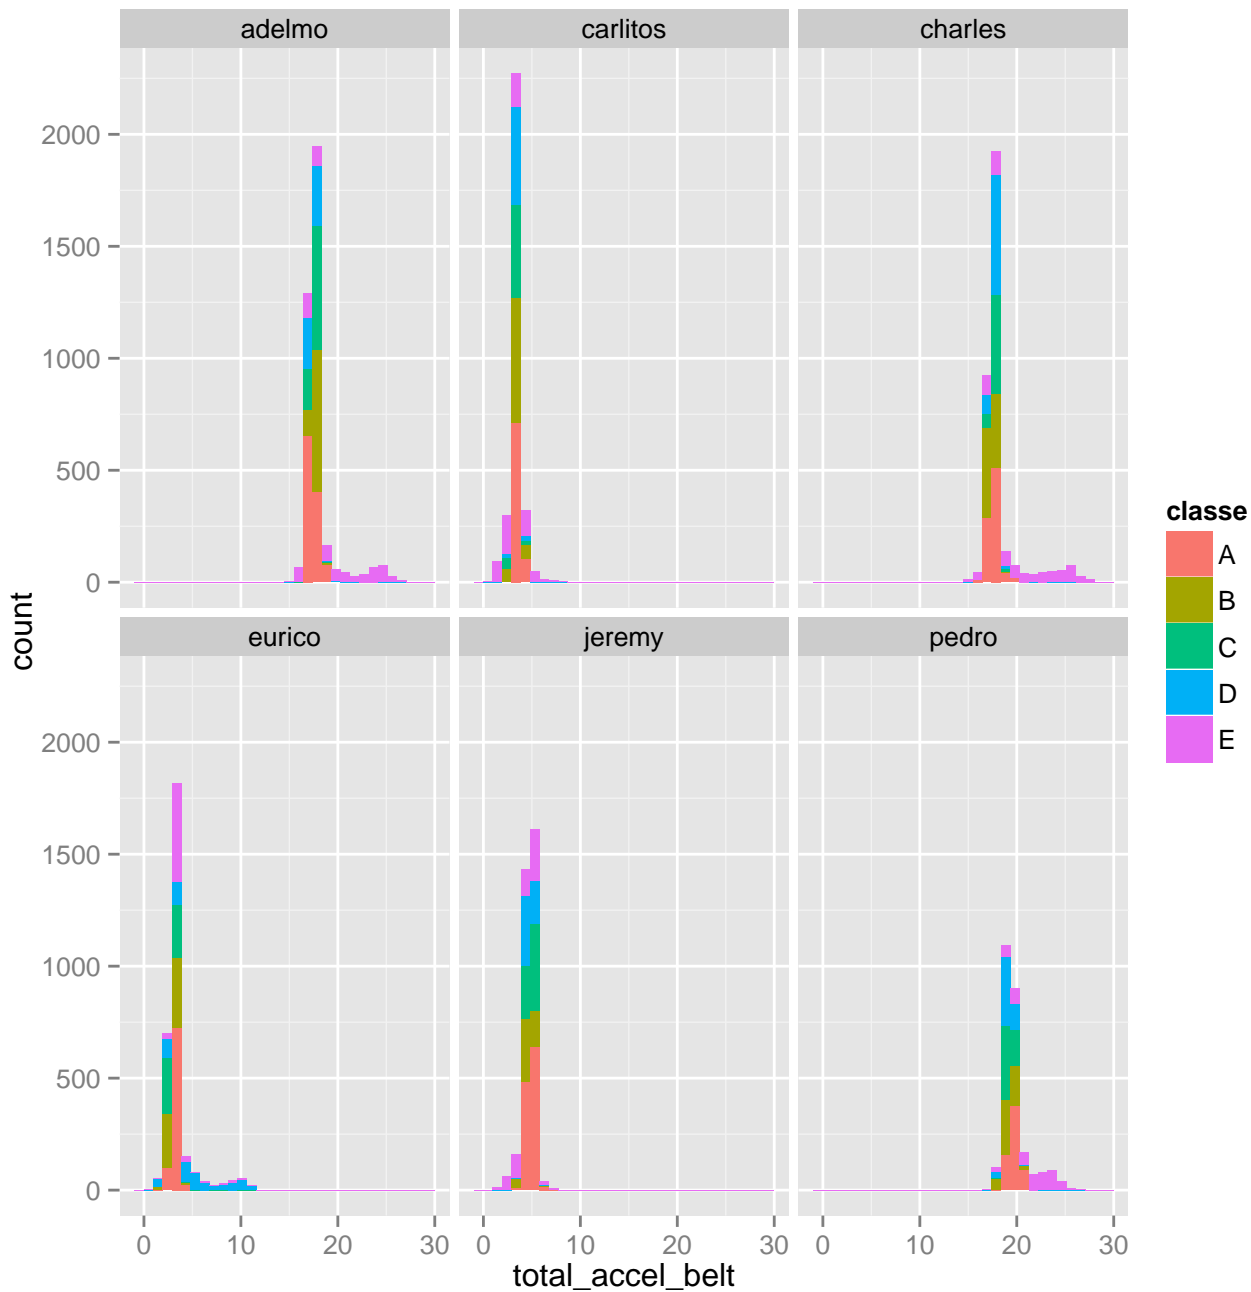 adelmo carlitos charles
2000
1500
1000
500
0
eurico jeremy pedro
2000
1500
1000
500
0
0 10 20 30 0 10 20 30 0 10 20 30
total_accel_belt
count
classe
A
B
C
D
E